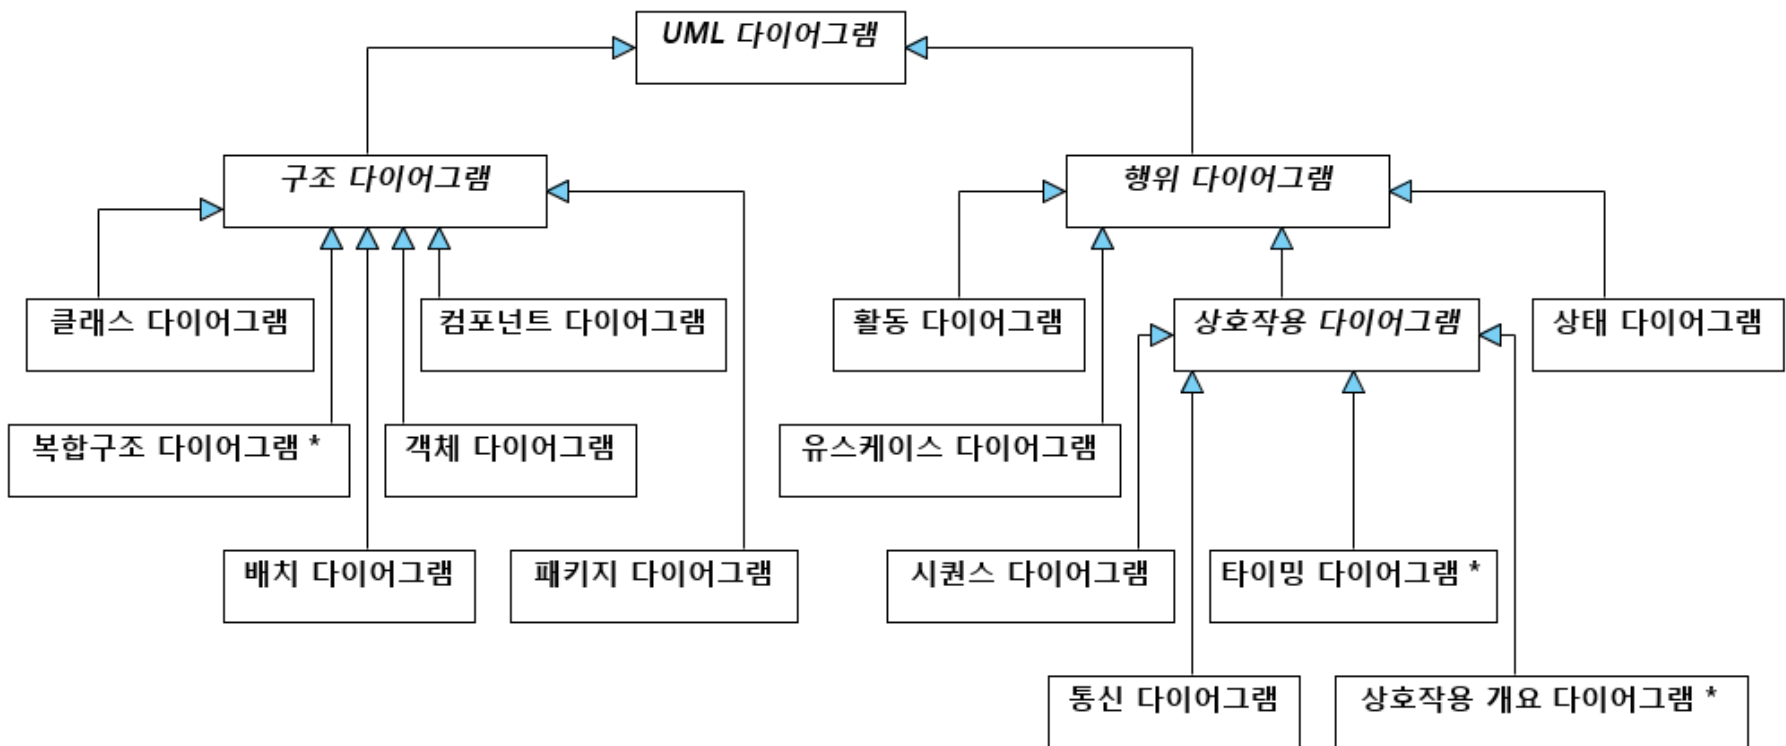 UML 다이어그램
구조 다이어그램
행위 다이어그램
클래스 다이어그램
컴포넌트 다이어그램
활동 다이어그램
상호작용 다이어그램
상태 다이어그램
복합구조 다이어그램 *
객체 다이어그램
유스케이스 다이어그램
배치 다이어그램
패키지 다이어그램
시퀀스 다이어그램
타이밍 다이어그램 *
통신 다이어그램
상호작용 개요 다이어그램 *